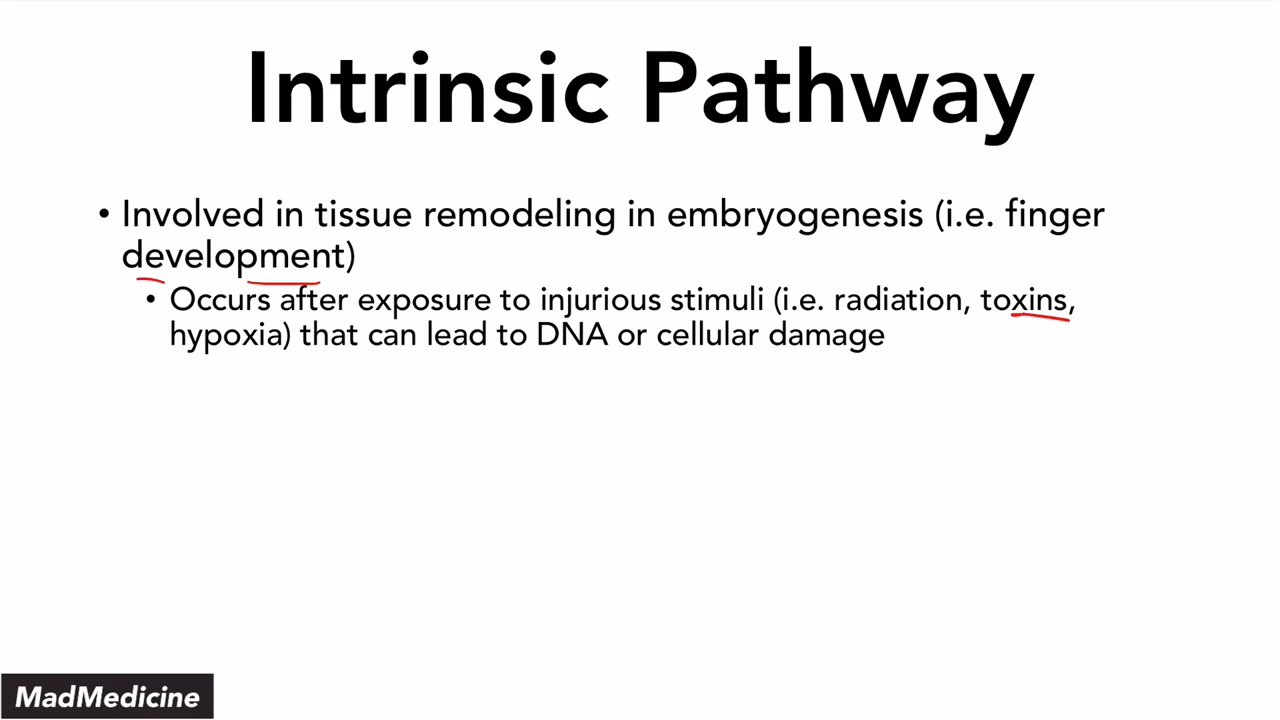 Intrinsic Pathway
• Involved in tissue remodeling in embryogenesis (i.e. finger
development)
• Occurs after exposure to injurious stimuli (i.e. radiation, toxins,
hypoxia) that can lead to DNA or cellular damage
MadMedicine